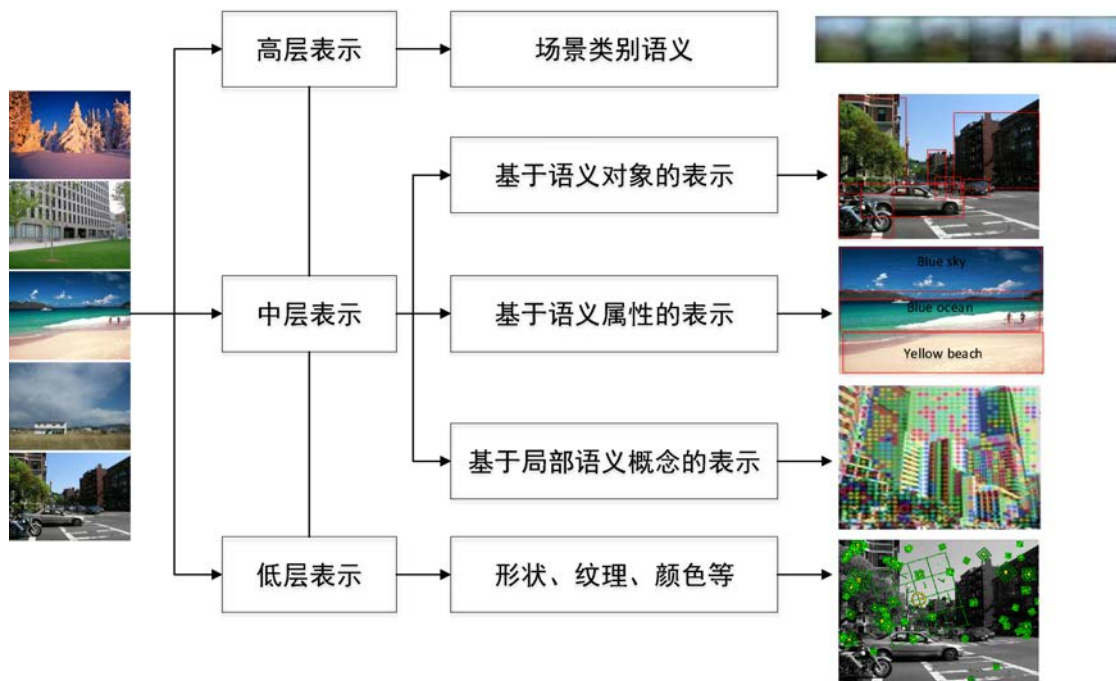 高层表示
场景类别语义
基于语义对象的表示
Blue sky
中层表示
基于语义属性的表示
Blue ocean
Yellow beach
基于局部语义概念的表示
低层表示
形状、纹理、颜色等